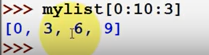 >>> mylist[0:10:3]
[0, 3, 6, 9]
>>>